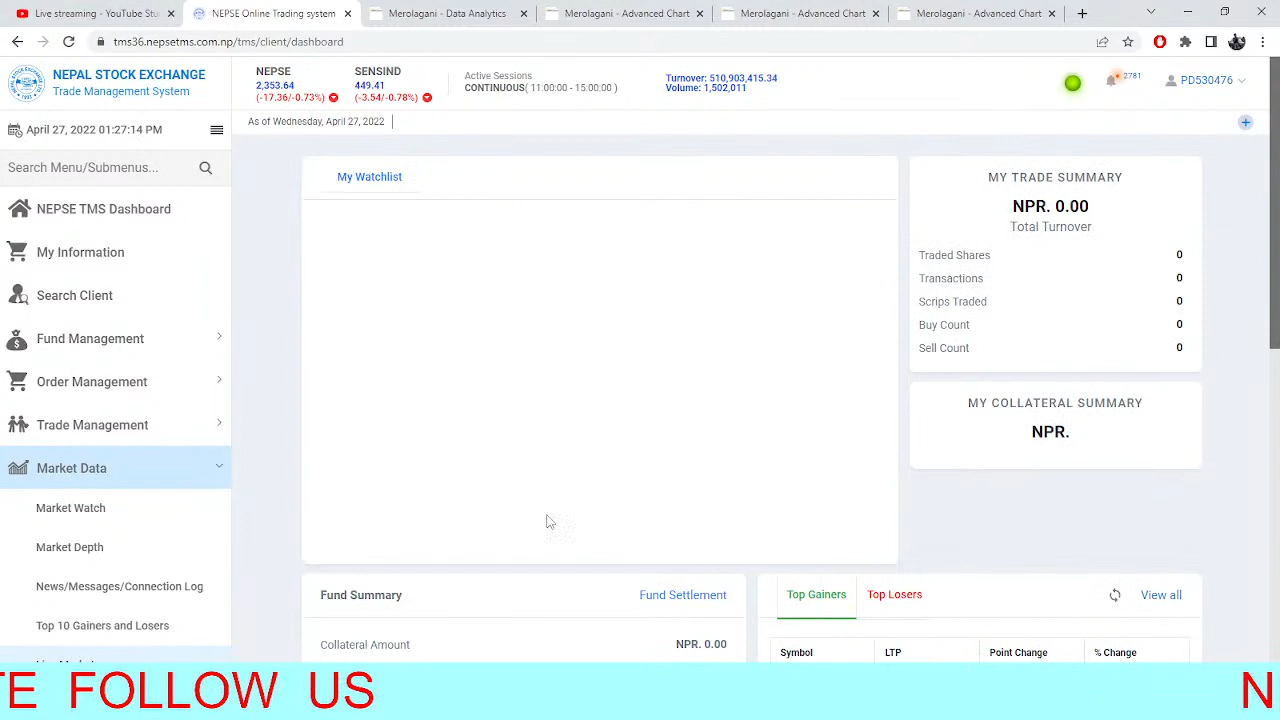 Live streaming - YouTube Stu
NEPSE Online Trading system
Merolagani - Data Analytics
Merolagani - Advanced Chart
Merolagani - Advanced Chart
Merolagani - Advanced Chart
tms36.nepsetms.com.np/tms/client/dashboard
NEPAL STOCK EXCHANGE
Trade Management System
NEPSE
2,353.64
(-17.36/-0.73%)
SENSIND
449.41
(-3.54/-0.78%)
Active Sessions
CONTINUOUS( 11:00:00 - 15:00:00 )
Turnover: 510,903,415.34
Volume: 1,502,011
2781
PD530476
April 27, 2022 01:27:14 PM
As of Wednesday, April 27, 2022
Search Menu/Submenus...
NEPSE TMS Dashboard
My Information
Search Client
Fund Management
Order Management
Trade Management
Market Data
Market Watch
Market Depth
News/Messages/Connection Log
Top 10 Gainers and Losers
My Watchlist
MY TRADE SUMMARY
NPR. 0.00
Total Turnover
Traded Shares 0
Transactions 0
Scrips Traded 0
Buy Count 0
Sell Count 0
MY COLLATERAL SUMMARY
NPR.
Fund Summary Fund Settlement
Collateral Amount NPR. 0.00
Top Gainers Top Losers View all
Symbol LTP Point Change % Change
TE FOLLOW US N